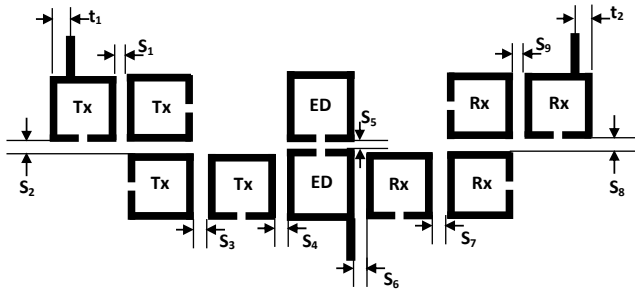 t1 S1 S9 t2
Tx Tx ED Rx Rx
S5
S2 Tx Tx ED Rx Rx S8
S3 S4 S6 S7